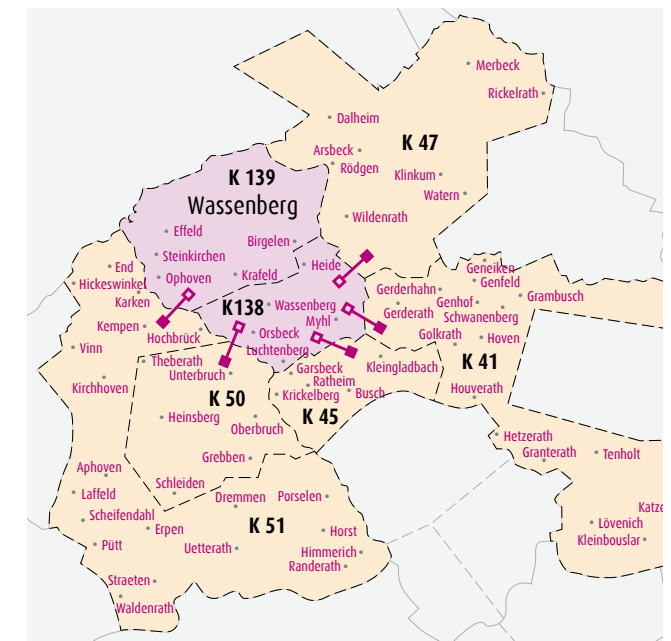 Merbeck
Rickelrath
Dalheim
K 47
Arsbeck
Rödgen
Klinkum
Watern
K 139
Wassenberg
Wildenrath
Effeld
Birgelen
Steinkirchen
End
Heide
Ophoven
Krafeld
Hickeswinkel
Karken
Geneiken
Genfeld
Gerderhahn
Grambusch
Genhof
Gerderath
Schwanenberg
K138
Wassenberg
Myhl
Kempen
Hochbrück
Orsbeck
Golkrath
Hoven
Vinn
Luchtenberg
Theberath
Unterbruch
Garsbeck
Kleingladbach
K 41
Kirchhoven
Ratheim
Krickelberg
Busch
Houverath
K 50
K 45
Heinsberg
Oberbruch
Hetzerath
Grebben
Granterath
Tenholt
Aphoven
Schleiden
Laffeld
Dremmen
Porselen
Katze
Scheifendahl
Erpen
K 51
Horst
Lövenich
Pütt
Uetterath
Himmerich
Kleinbouslar
Randerath
Straeten
Waldenrath